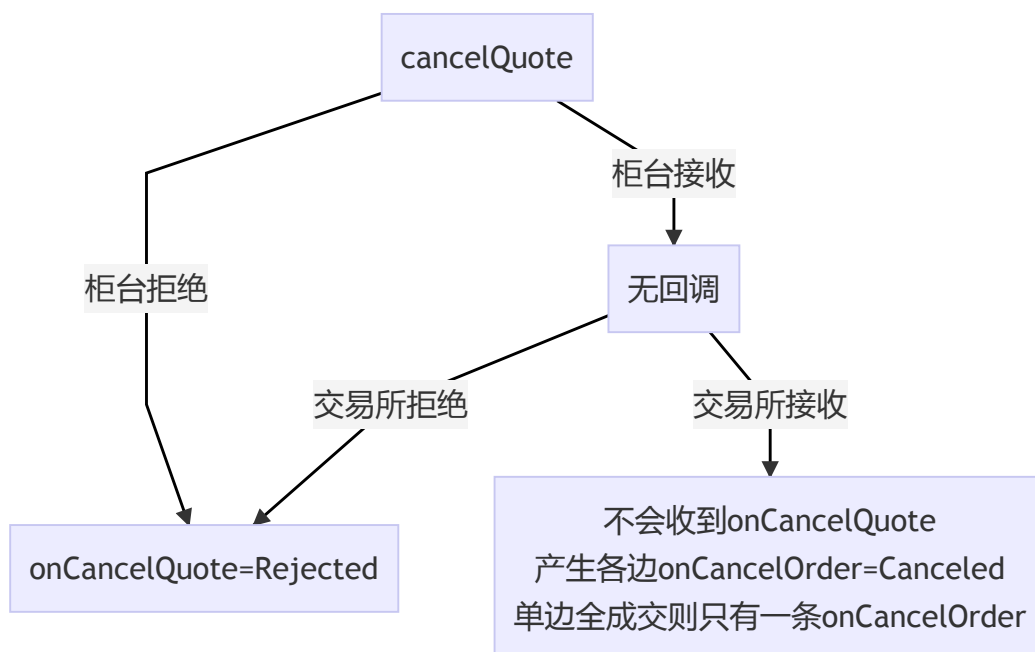 cancelQuote
柜台接收
无回调
柜台拒绝
交易所拒绝
交易所接收
onCancelQuote=Rejected
不会收到onCancelQuote
产生各边onCancelOrder=Canceled
单边全成交则只有一条onCancelOrder